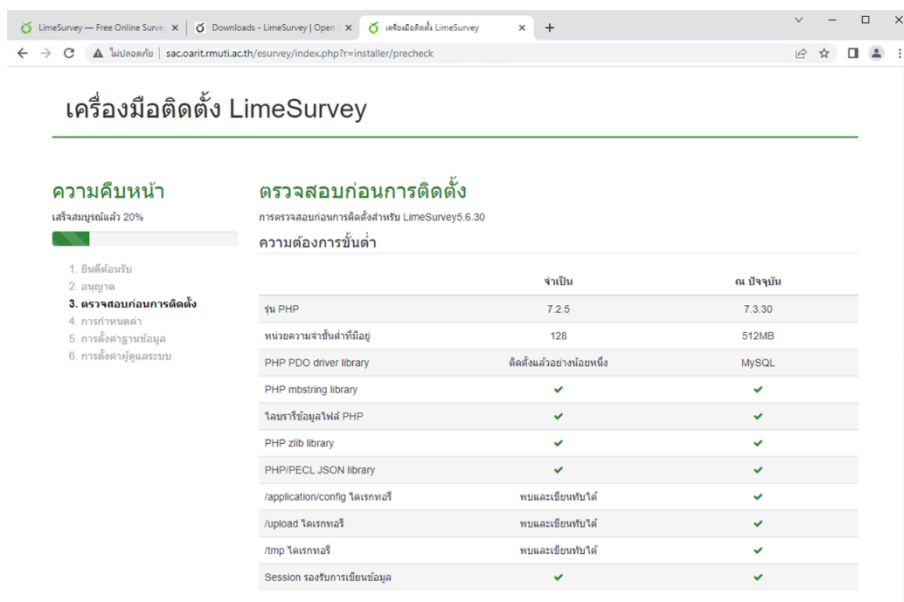 LimeSurvey — Free Online Surve
Downloads - LimeSurvey | Open
เครื่องมือติดตั้ง LimeSurvey
ไม่ปลอดภัย | sac.oarit.rmuti.ac.th/esurvey/index.php?r=installer/precheck
เครื่องมือติดตั้ง LimeSurvey
ความคืบหน้า
เสร็จสมบูรณ์แล้ว 20%
1. ยินดีต้อนรับ
2. อนุญาต
3. ตรวจสอบก่อนการติดตั้ง
4. การกำหนดค่า
5. การตั้งค่าฐานข้อมูล
6. การตั้งค่าผู้ดูแลระบบ
ตรวจสอบก่อนการติดตั้ง
การตรวจสอบก่อนการติดตั้งสำหรับ LimeSurvey5.6.30
ความต้องการขั้นต่ำ
จำเป็น ณ ปัจจุบัน
รุ่น PHP 7.2.5 7.3.30
หน่วยความจำขั้นต่ำที่มีอยู่ 128 512MB
PHP PDO driver library ติดตั้งแล้วอย่างน้อยหนึ่ง MySQL
PHP mbstring library ✔ ✔
ไลบรารีข้อมูลไฟล์ PHP ✔ ✔
PHP zlib library ✔ ✔
PHP/PECL JSON library ✔ ✔
/application/config ไดเรกทอรี พบและเขียนทับได้ ✔
/upload ไดเรกทอรี พบและเขียนทับได้ ✔
/tmp ไดเรกทอรี พบและเขียนทับได้ ✔
Session รองรับการเขียนข้อมูล ✔ ✔